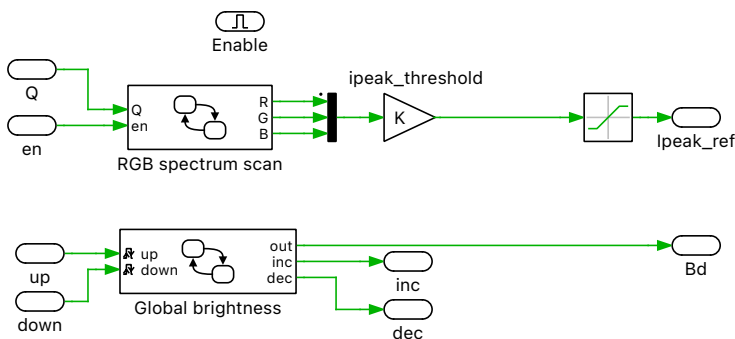 Enable
Q
en
Q
en
R
G
B
RGB spectrum scan
ipeak_threshold
K
Ipeak_ref
up
down
up
down
out
inc
dec
Global brightness
Bd
inc
dec